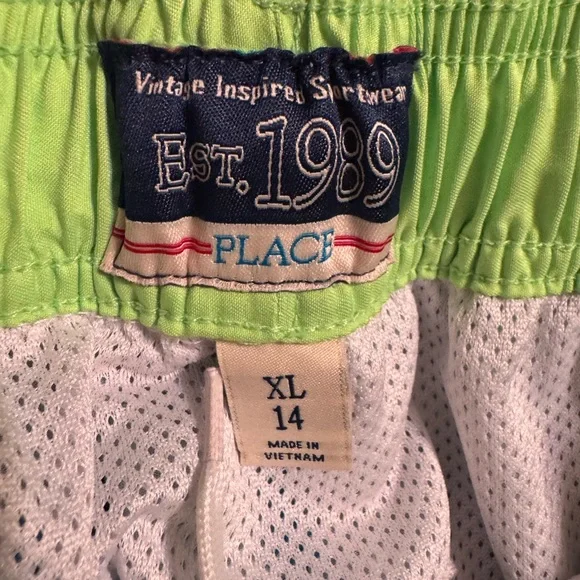 Vintage Inspired Sportwear
EST. 1989
PLACE
XL
14
MADE IN
VIETNAM